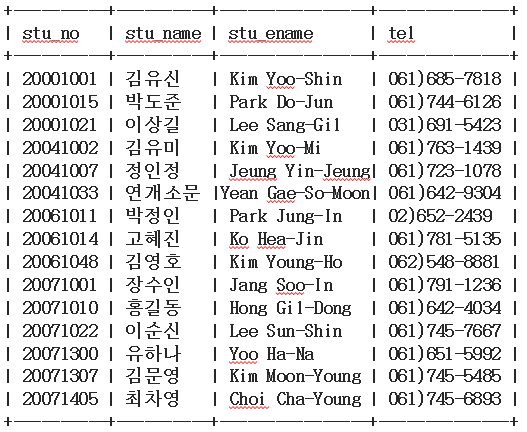 +----------+----------+--------------+--------------+
| stu_no | stu_name | stu_ename | tel |
+----------+----------+--------------+--------------+
| 20001001 | 김유신 | Kim Yoo-Shin | 061)685-7818 |
| 20001015 | 박도준 | Park Do-Jun | 061)744-6126 |
| 20001021 | 이상길 | Lee Sang-Gil | 031)691-5423 |
| 20041002 | 김유미 | Kim Yoo-Mi | 061)763-1439 |
| 20041007 | 정인정 | Jeung Yin-Jeung| 061)723-1078 |
| 20041033 | 연개소문 |Yean Gae-So-Moon| 061)642-9304 |
| 20061011 | 박정인 | Park Jung-In | 02)652-2439 |
| 20061014 | 고혜진 | Ko Hea-Jin | 061)781-5135 |
| 20061048 | 김영호 | Kim Young-Ho | 062)548-8881 |
| 20071001 | 장수인 | Jang Soo-In | 061)791-1236 |
| 20071010 | 홍길동 | Hong Gil-Dong | 061)642-4034 |
| 20071022 | 이순신 | Lee Sun-Shin | 061)745-7667 |
| 20071300 | 유하나 | Yoo Ha-Na | 061)651-5992 |
| 20071307 | 김문영 | Kim Moon-Young | 061)745-5485 |
| 20071405 | 최차영 | Choi Cha-Young | 061)745-6893 |
+----------+----------+--------------+--------------+